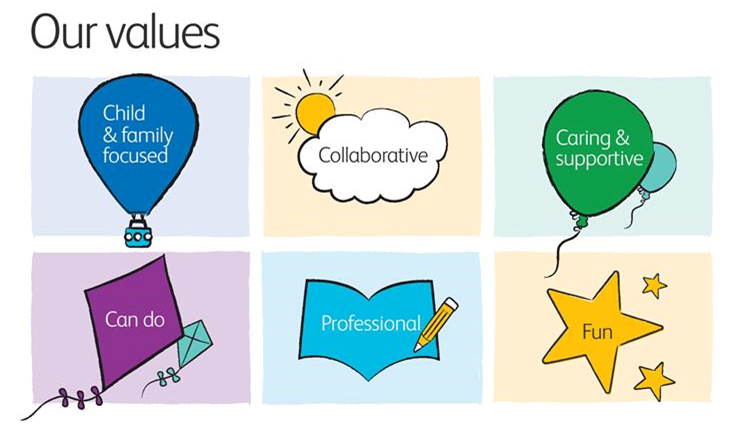 Our values
Child
& family
focused
Collaborative
Caring &
supportive
Can do
Professional
Fun